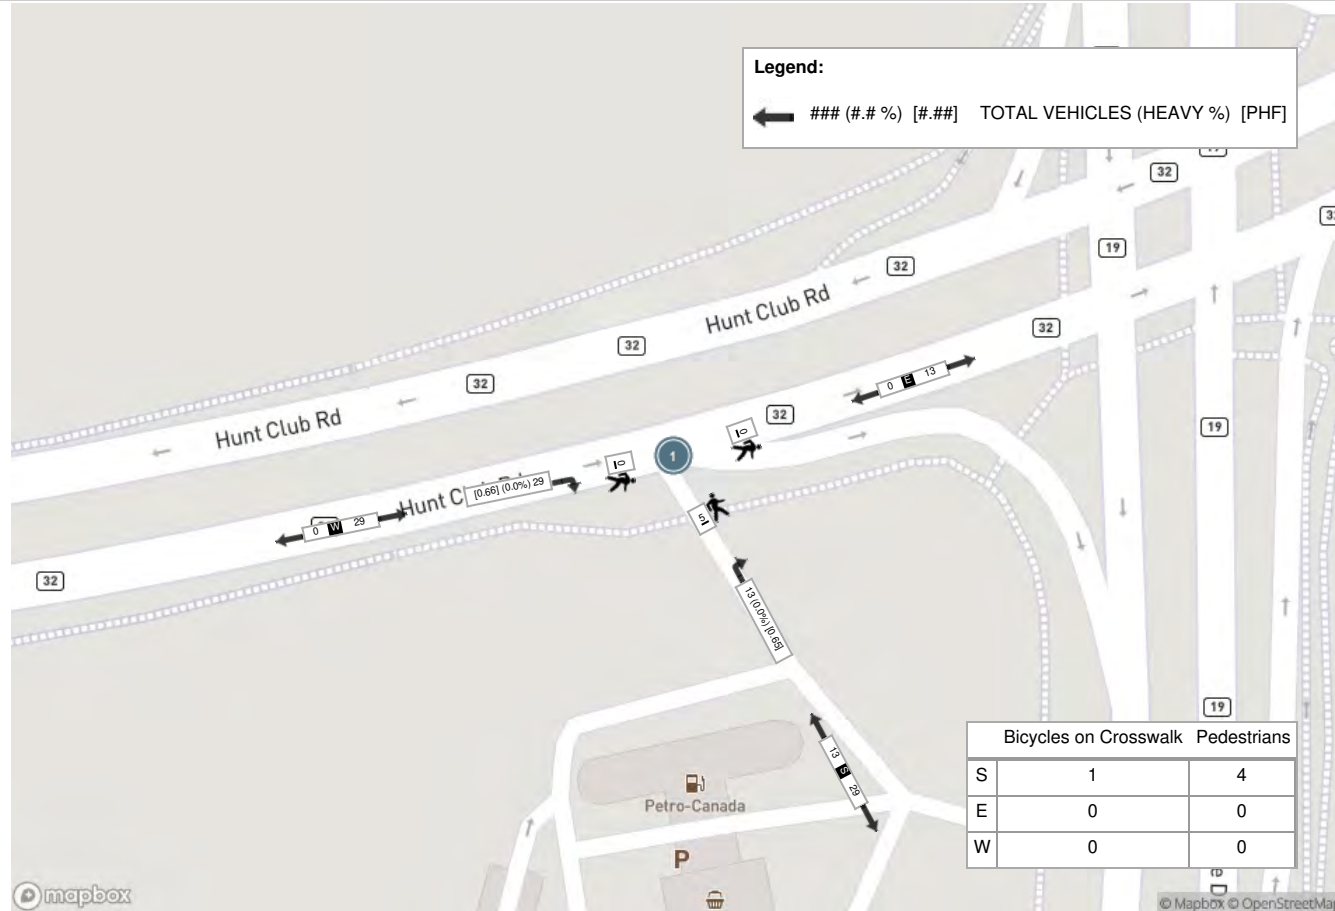 Legend:
### (#.# %) [#.##] TOTAL VEHICLES (HEAVY %) [PHF]
19
32
32
19
32
Hunt Club Rd
32
32
32
0 E 13
32
Hunt Club Rd
0
1
0
19
[0.66] (0.0%) 29
Hunt C
0 W 29
5
32
13 (0.0%) [0.65]
19
13 S 29
Petro-Canada
P
Bicycles on Crosswalk Pedestrians
S 1 4
E 0 0
W 0 0
e D
mapbox
© Mapbox © OpenStreetMap